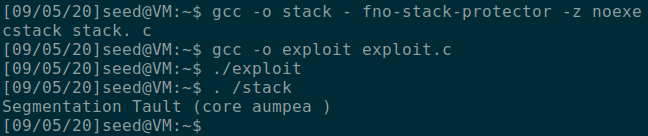 [09/05/20]seed@VM:~$ gcc -o stack - fno-stack-protector -z noexe
cstack stack. c
[09/05/20]seed@VM:~$ gcc -o exploit exploit.c
[09/05/20]seed@VM:~$ ./exploit
[09/05/20]seed@VM:~$ . /stack
Segmentation Tault (core aumpea )
[09/05/20]seed@VM:~$